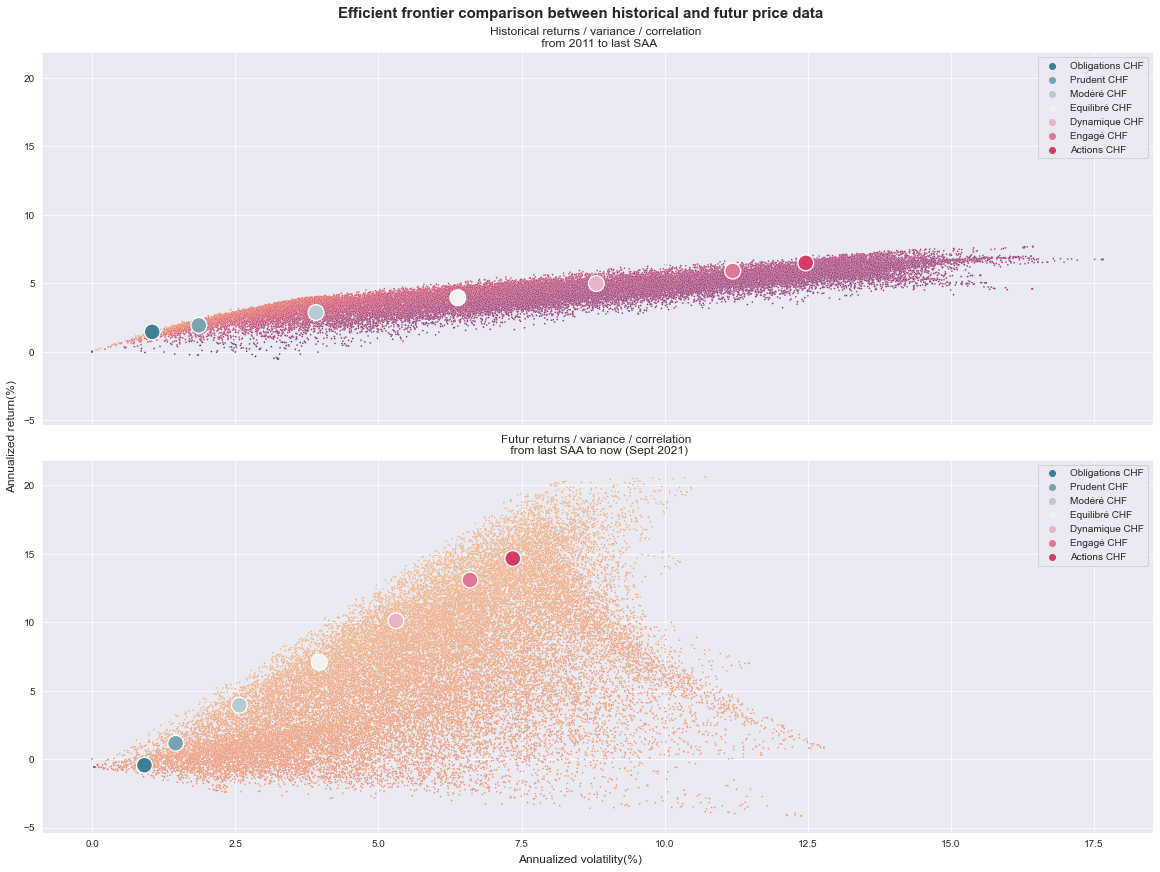 Efficient frontier comparison between historical and futur price data
Historical returns / variance / correlation
from 2011 to last SAA
20
15
10
5
0
−5
Obligations CHF
Prudent CHF
Modéré CHF
Equilibré CHF
Dynamique CHF
Engagé CHF
Actions CHF
Annualized return(%)
Futur returns / variance / correlation
from last SAA to now (Sept 2021)
20
15
10
5
0
−5
Obligations CHF
Prudent CHF
Modéré CHF
Equilibré CHF
Dynamique CHF
Engagé CHF
Actions CHF
0.0 2.5 5.0 7.5 10.0 12.5 15.0 17.5
Annualized volatility(%)